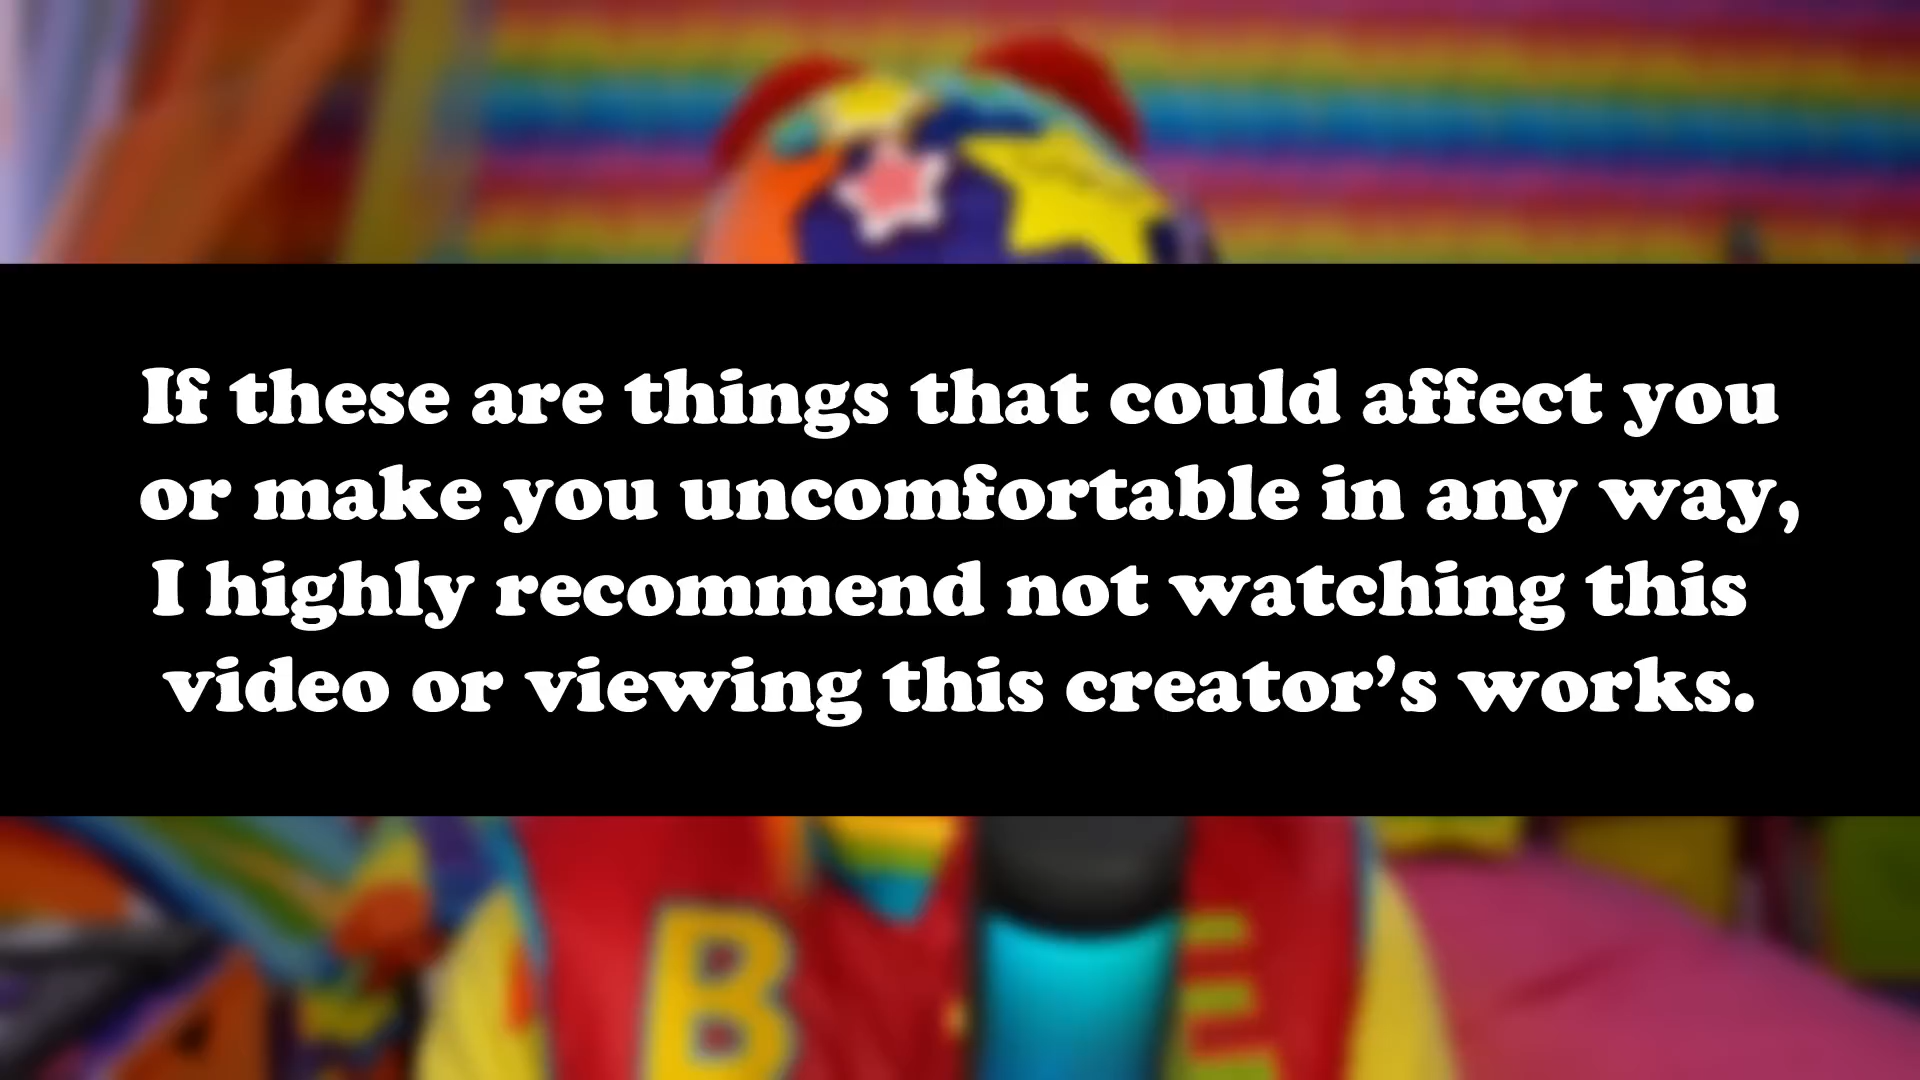 If these are things that could affect you
or make you uncomfortable in any way,
I highly recommend not watching this
video or viewing this creator’s works.
B